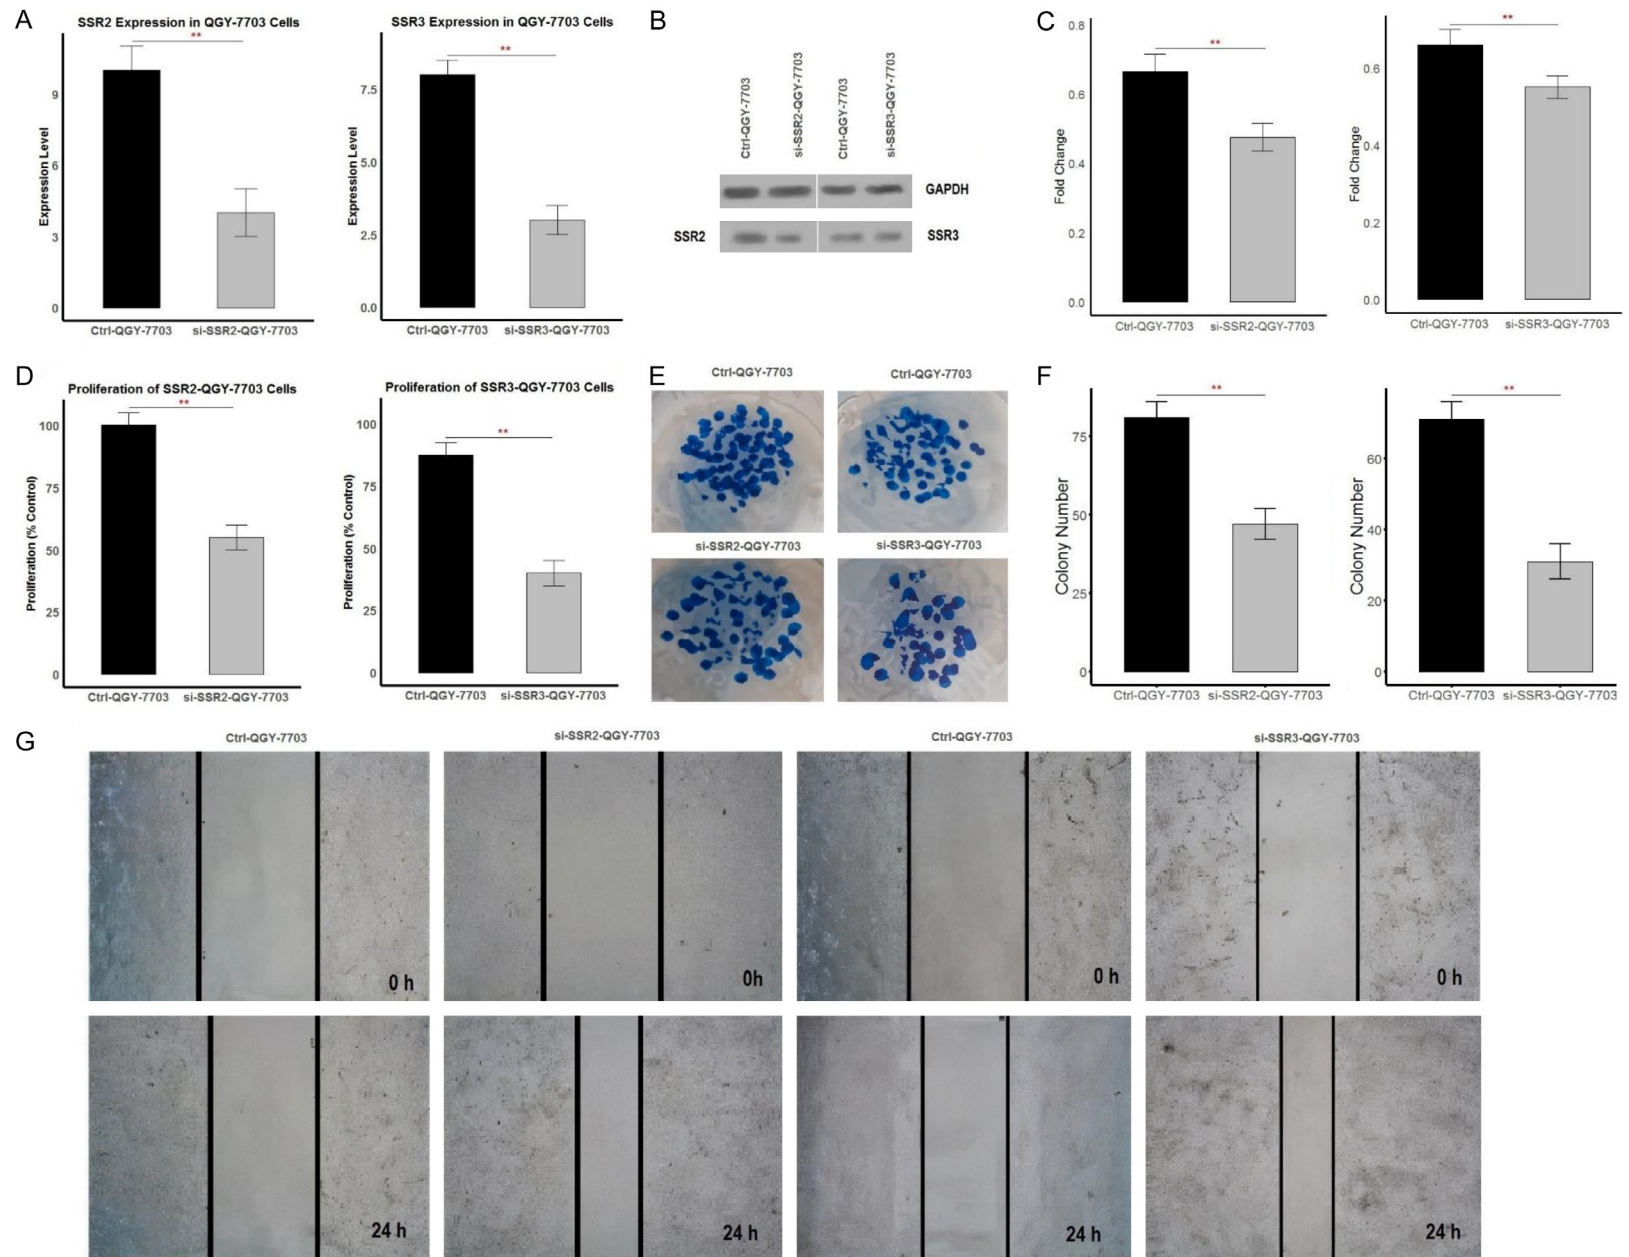 A
SSR2 Expression in QGY-7703 Cells
**
Expression Level
9
6
3
0
Ctrl-QGY-7703 si-SSR2-QGY-7703
SSR3 Expression in QGY-7703 Cells
**
Expression Level
7.5
5.0
2.5
0.0
Ctrl-QGY-7703 si-SSR3-QGY-7703
B
Ctrl-QGY-7703
si-SSR2-QGY-7703
Ctrl-QGY-7703
si-SSR3-QGY-7703
GAPDH
SSR2
SSR3
C
**
Fold Change
0.8
0.6
0.4
0.2
0.0
Ctrl-QGY-7703 si-SSR2-QGY-7703
**
Fold Change
0.6
0.4
0.2
0.0
Ctrl-QGY-7703 si-SSR3-QGY-7703
D
Proliferation of SSR2-QGY-7703 Cells
**
Proliferation (% Control)
100
75
50
25
0
Ctrl-QGY-7703 si-SSR2-QGY-7703
Proliferation of SSR3-QGY-7703 Cells
**
Proliferation (% Control)
100
75
50
25
0
Ctrl-QGY-7703 si-SSR3-QGY-7703
E
Ctrl-QGY-7703
Ctrl-QGY-7703
si-SSR2-QGY-7703
si-SSR3-QGY-7703
F
**
Colony Number
75
50
25
0
Ctrl-QGY-7703 si-SSR2-QGY-7703
**
Colony Number
60
40
20
0
Ctrl-QGY-7703 si-SSR3-QGY-7703
G
Ctrl-QGY-7703
si-SSR2-QGY-7703
Ctrl-QGY-7703
si-SSR3-QGY-7703
0 h
0h
0 h
0 h
24 h
24 h
24 h
24 h